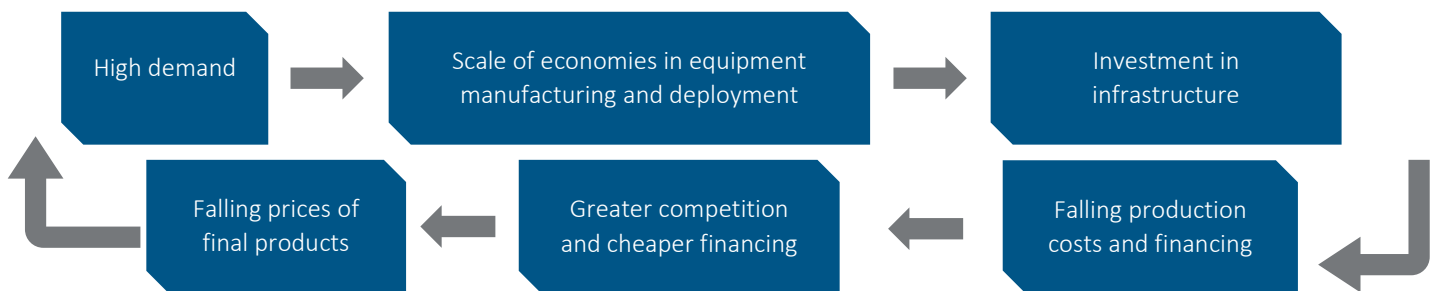 High demand
Scale of economies in equipment
manufacturing and deployment
Investment in
infrastructure
Falling production
costs and financing
Greater competition
and cheaper financing
Falling prices of
final products